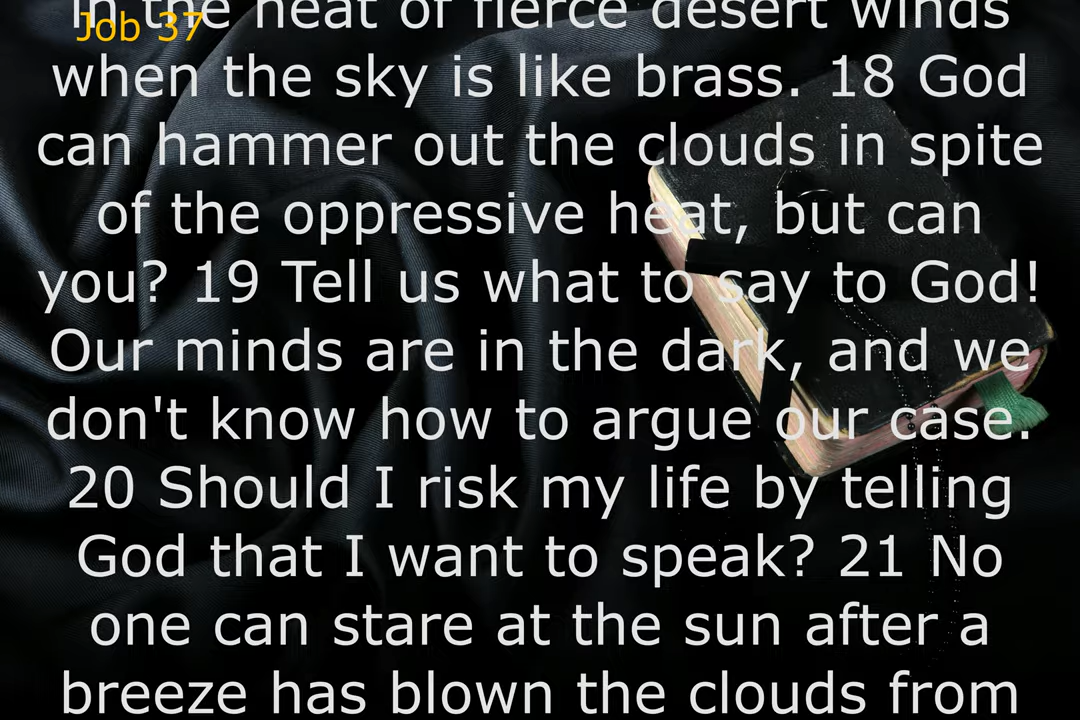 Job 37
in the heat of fierce desert winds
when the sky is like brass. 18 God
can hammer out the clouds in spite
of the oppressive heat, but can
you? 19 Tell us what to say to God!
Our minds are in the dark, and we
don't know how to argue our case.
20 Should I risk my life by telling
God that I want to speak? 21 No
one can stare at the sun after a
breeze has blown the clouds from